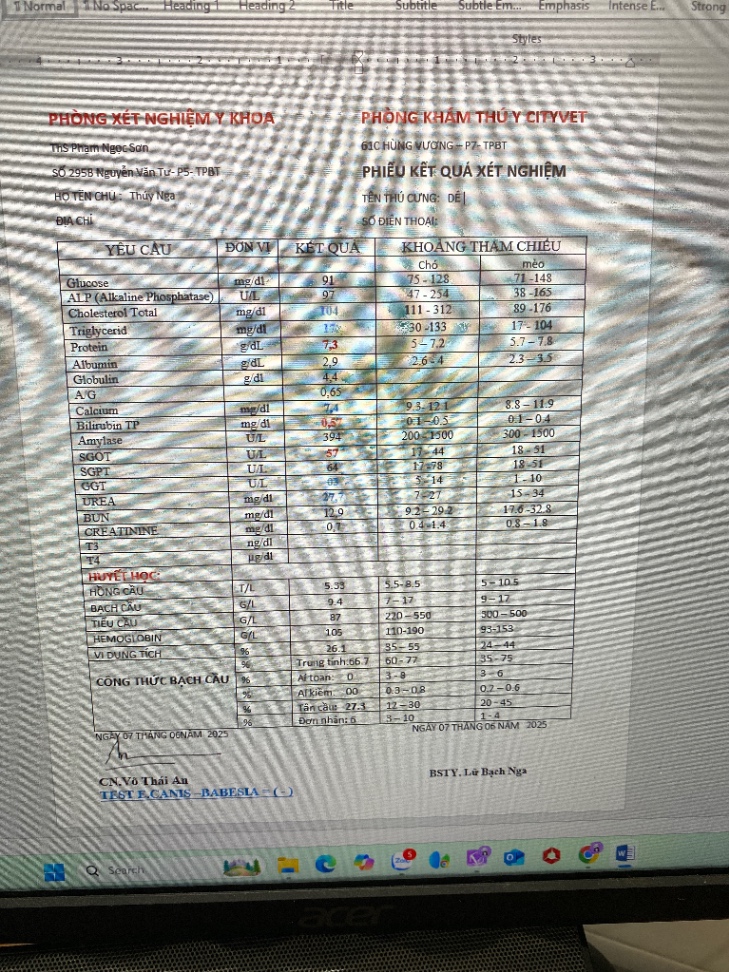 Normal No Spac... Heading 1 Heading 2 Title Subtitle Subtle Em... Emphasis Intense E... Strong
Styles
PHÒNG XÉT NGHIỆM Y KHOA PHÒNG KHÁM THÚ Y CITYVET
ThS Phạm Ngọc Sơn 61C HÙNG VƯƠNG – P7- TPBT
SỐ 295B Nguyễn Văn Tư- P5- TPBT PHIẾU KẾT QUẢ XÉT NGHIỆM
HỌ TÊN CHỦ : Thúy Nga TÊN THÚ CƯNG: DÊ
ĐỊA CHỈ SỐ ĐIỆN THOẠI:
YÊU CẦU ĐƠN VỊ KẾT QUẢ KHOẢNG THAM CHIẾU
Chó mèo
Glucose mg/dl 91 75 - 128 71 -148
ALP (Alkaline Phosphatase) U/L 97 47 - 254 38 -165
Cholesterol Total mg/dl 104 111 - 312 89 -176
Triglycerid mg/dl 30 -133 17 - 104
Protein g/dL 7,3 5 – 7,2 5.7 – 7.8
Albumin g/dL 2,9 2.6 - 4 2.3 – 3.5
Globulin g/dl 4,4
A/G 0,65
Calcium mg/dl 7,4 9.3- 12.1 8.8 – 11.9
Bilirubin TP mg/dl 0.1 – 0.5 0.1 – 0.4
Amylase U/L 394 200 -1500 300 - 1500
SGOT U/L 57 17 - 44 18 - 51
SGPT U/L 64 17 -78 18 -51
GGT U/L 5 - 14 1 - 10
UREA mg/dl 27,7 7 – 27 15 – 34
BUN mg/dl 12,9 9.2 – 29.2 17.6 -32.8
CREATININE mg/dl 0,7 0.4 -1.4 0.8 – 1.8
T3 ng/dl
T4 µg/dl
HUYẾT HỌC:
HỒNG CẦU T/L 5.53 5.5- 8.5 5 – 10.5
BẠCH CẦU G/L 9.4 7 – 17 9 – 17
TIỂU CẦU G/L 87 220 – 550 300 – 500
HEMOGLOBIN G/L 105 110-190 93-153
VI DUNG TÍCH % 26.1 35 – 55 24 – 44
CÔNG THỨC BẠCH CẦU % Trung tính:66.7 60 - 77 35- 75
% Ái toan: 0 3 - 8 3 – 6
% Ái kiềm: 00 0.3 – 0.8 0.2 – 0.6
% Tân cầu: 27.3 12 – 30 20 – 45
% Đơn nhân: 6 3 – 10 1 - 4
NGÀY 07 THÁNG 06NĂM 2025 NGÀY 07 THÁNG 06 NĂM 2025
CN.Võ Thái An BSTY. Lữ Bạch Nga
TEST E.CANIS –BABESIA – ( - )
Search
acer